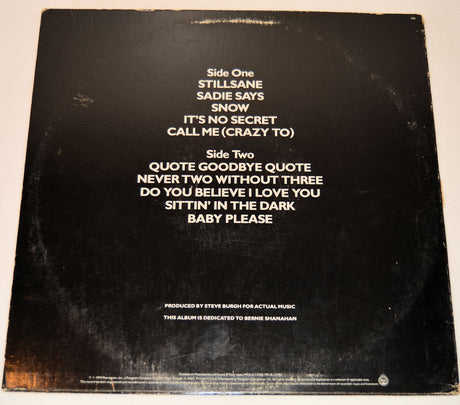 Side One
STILLSANE
SADIE SAYS
SNOW
IT'S NO SECRET
CALL ME (CRAZY TO)
Side Two
QUOTE GOODBYE QUOTE
NEVER TWO WITHOUT THREE
DO YOU BELIEVE I LOVE YOU
SITTIN' IN THE DARK
BABY PLEASE
PRODUCED BY STEVE BURGH FOR ACTUAL MUSIC
THIS ALBUM IS DEDICATED TO BERNIE SHANAHAN